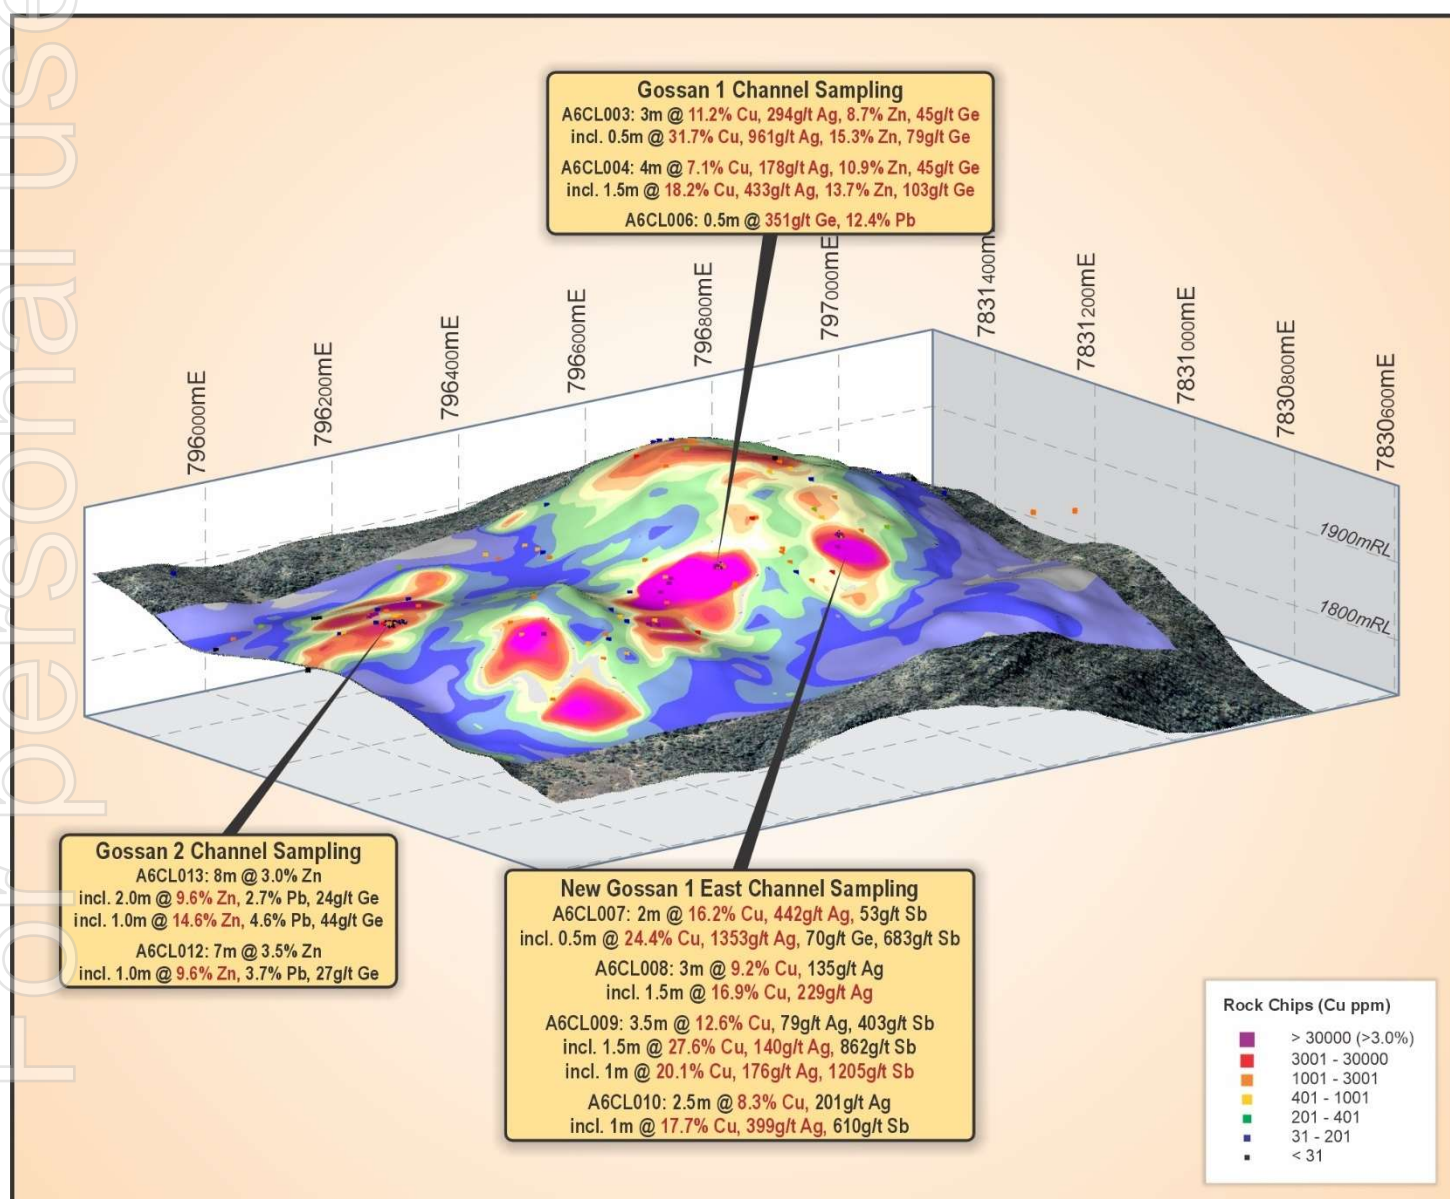 For personal use
Gossan 1 Channel Sampling
A6CL003: 3m @ 11.2% Cu, 294g/t Ag, 8.7% Zn, 45g/t Ge
incl. 0.5m @ 31.7% Cu, 961g/t Ag, 15.3% Zn, 79g/t Ge
A6CL004: 4m @ 7.1% Cu, 178g/t Ag, 10.9% Zn, 45g/t Ge
incl. 1.5m @ 18.2% Cu, 433g/t Ag, 13.7% Zn, 103g/t Ge
A6CL006: 0.5m @ 351g/t Ge, 12.4% Pb
796000mE
796200mE
796400mE
796600mE
796800mE
797000mE
7831400m
7831200mE
7831000mE
7830800mE
7830600mE
1900mRL
1800mRL
Gossan 2 Channel Sampling
A6CL013: 8m @ 3.0% Zn
incl. 2.0m @ 9.6% Zn, 2.7% Pb, 24g/t Ge
incl. 1.0m @ 14.6% Zn, 4.6% Pb, 44g/t Ge
A6CL012: 7m @ 3.5% Zn
incl. 1.0m @ 9.6% Zn, 3.7% Pb, 27g/t Ge
New Gossan 1 East Channel Sampling
A6CL007: 2m @ 16.2% Cu, 442g/t Ag, 53g/t Sb
incl. 0.5m @ 24.4% Cu, 1353g/t Ag, 70g/t Ge, 683g/t Sb
A6CL008: 3m @ 9.2% Cu, 135g/t Ag
incl. 1.5m @ 16.9% Cu, 229g/t Ag
A6CL009: 3.5m @ 12.6% Cu, 79g/t Ag, 403g/t Sb
incl. 1.5m @ 27.6% Cu, 140g/t Ag, 862g/t Sb
incl. 1m @ 20.1% Cu, 176g/t Ag, 1205g/t Sb
A6CL010: 2.5m @ 8.3% Cu, 201g/t Ag
incl. 1m @ 17.7% Cu, 399g/t Ag, 610g/t Sb
Rock Chips (Cu ppm)
> 30000 (>3.0%)
3001 - 30000
1001 - 3001
401 - 1001
201 - 401
31 - 201
< 31